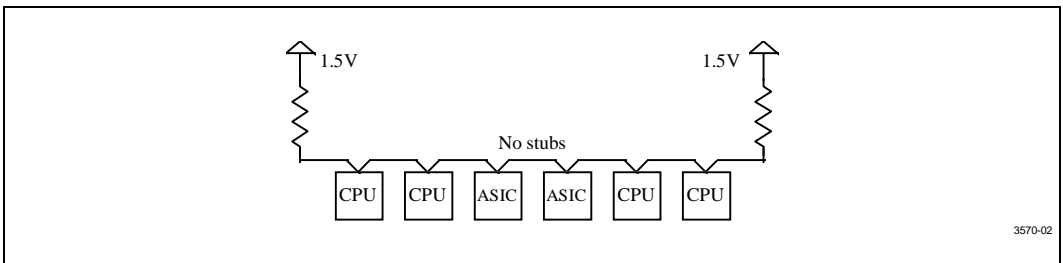 1.5V 1.5V
No stubs
CPU CPU ASIC ASIC CPU CPU
3570-02